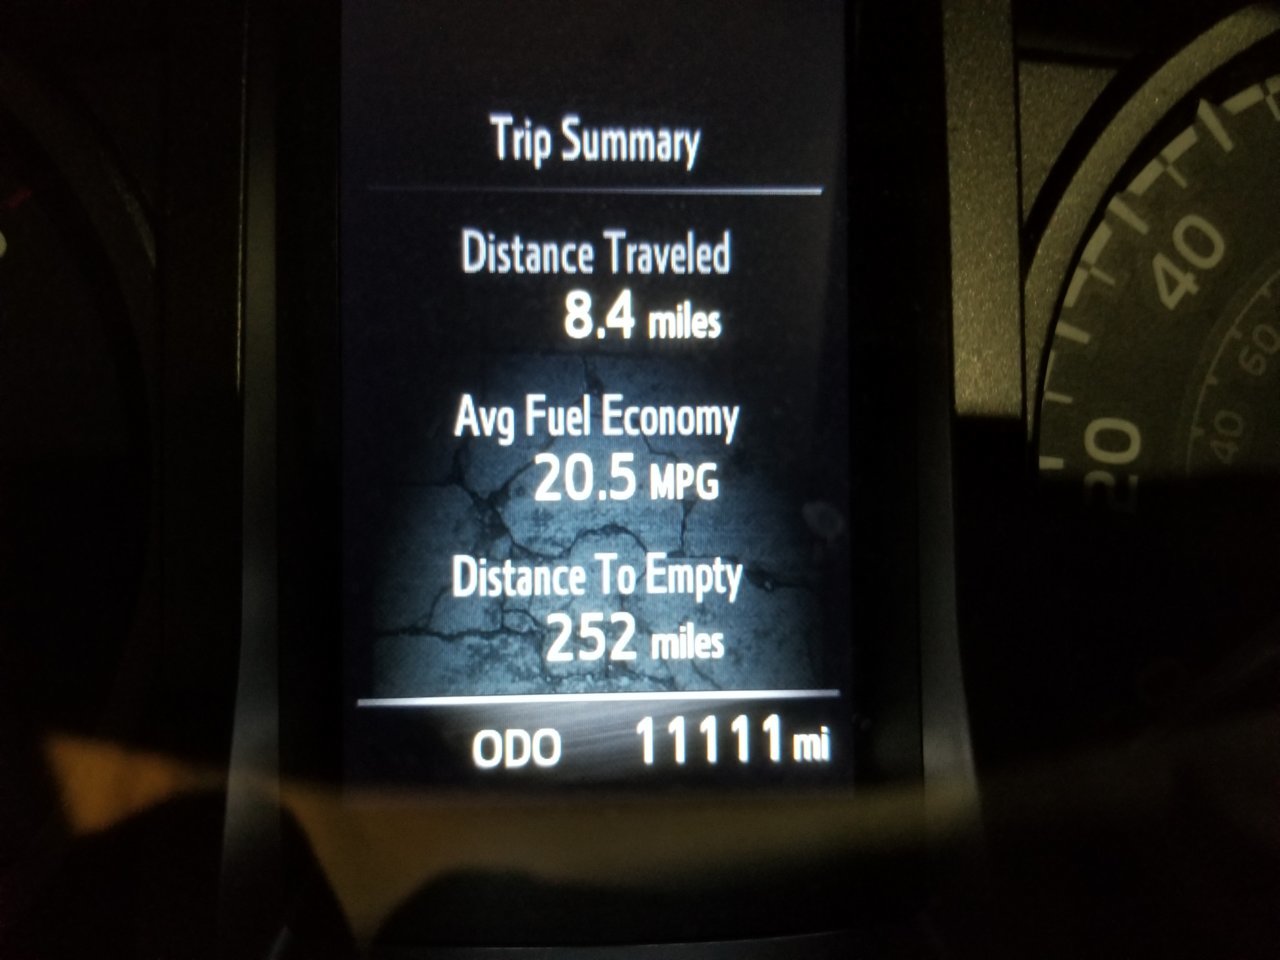 Trip Summary
Distance Traveled
8.4 miles
Avg Fuel Economy
20.5 MPG
Distance To Empty
252 miles
ODO 11111 mi
40
20
60
40